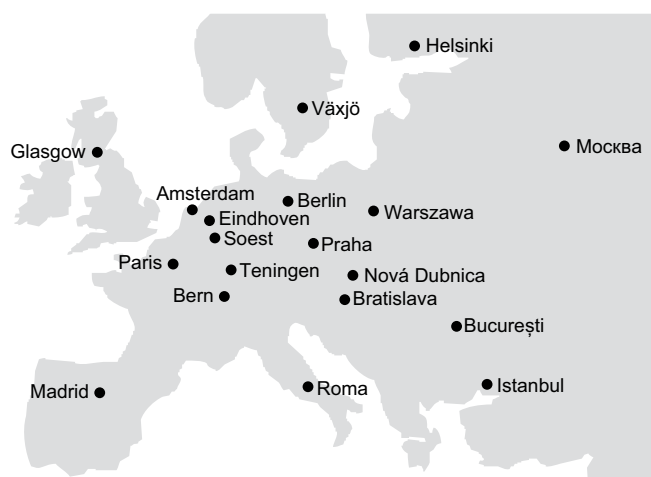 Helsinki
Växjö
Москва
Glasgow
Amsterdam
Berlin
Warszawa
Eindhoven
Soest
Praha
Paris
Teningen
Nová Dubnica
Bern
Bratislava
București
Madrid
Roma
Istanbul